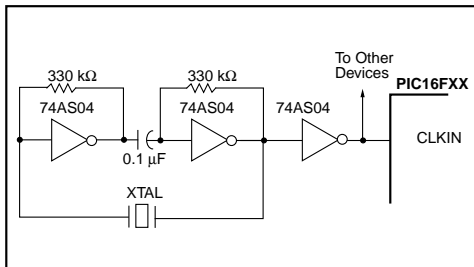 To Other
Devices
PIC16FXX
330 kΩ
330 kΩ
74AS04
74AS04
74AS04
CLKIN
0.1 µF
XTAL